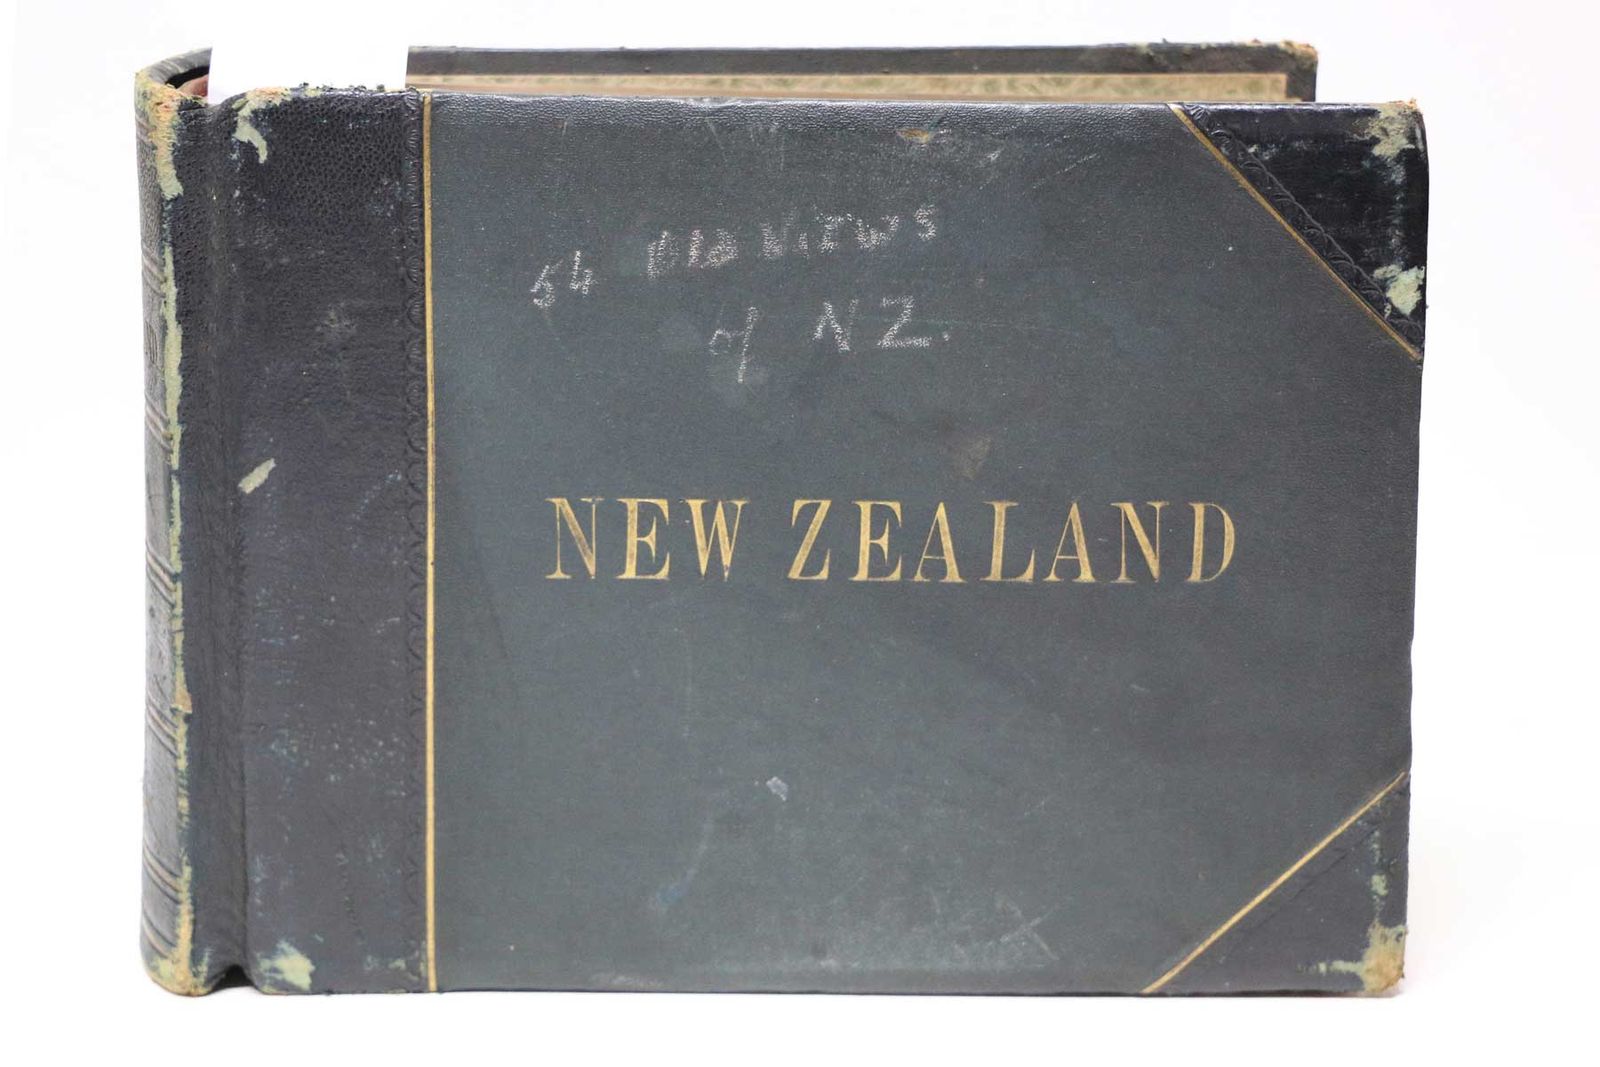 54 OLD VIEWS
of NZ.
NEW ZEALAND